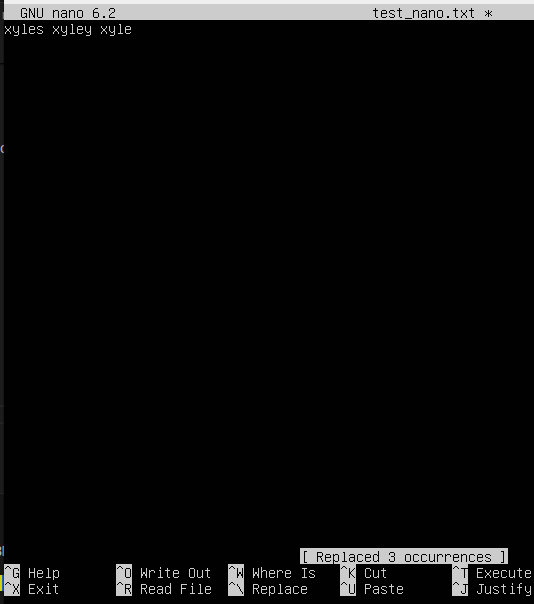 GNU nano 6.2 test_nano.txt *
xyles xyley xyle
[ Replaced 3 occurrences ]
^G Help ^O Write Out ^W Where Is ^K Cut ^T Execute
^X Exit ^R Read File ^\ Replace ^U Paste ^J Justify